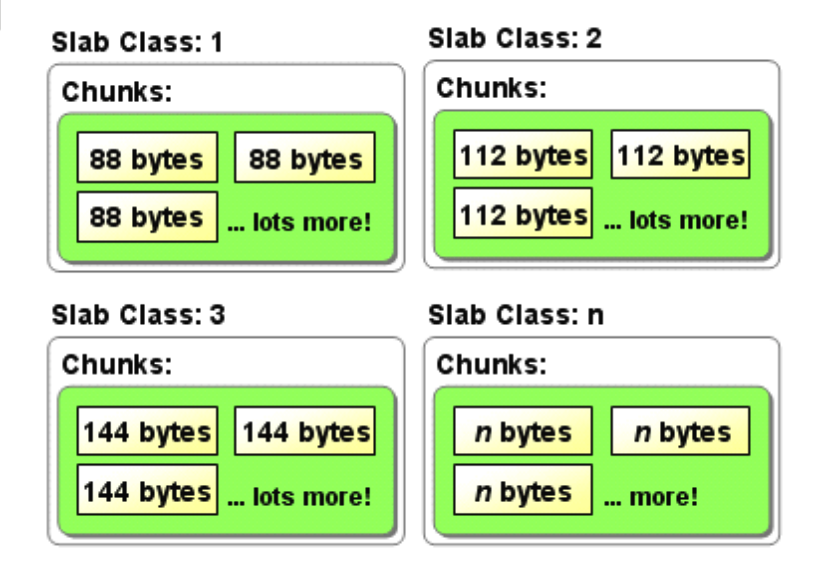 Slab Class: 1
Chunks:
88 bytes 88 bytes
88 bytes ... lots more!
Slab Class: 2
Chunks:
112 bytes 112 bytes
112 bytes ... lots more!
Slab Class: 3
Chunks:
144 bytes 144 bytes
144 bytes ... lots more!
Slab Class: n
Chunks:
n bytes n bytes
n bytes ... more!